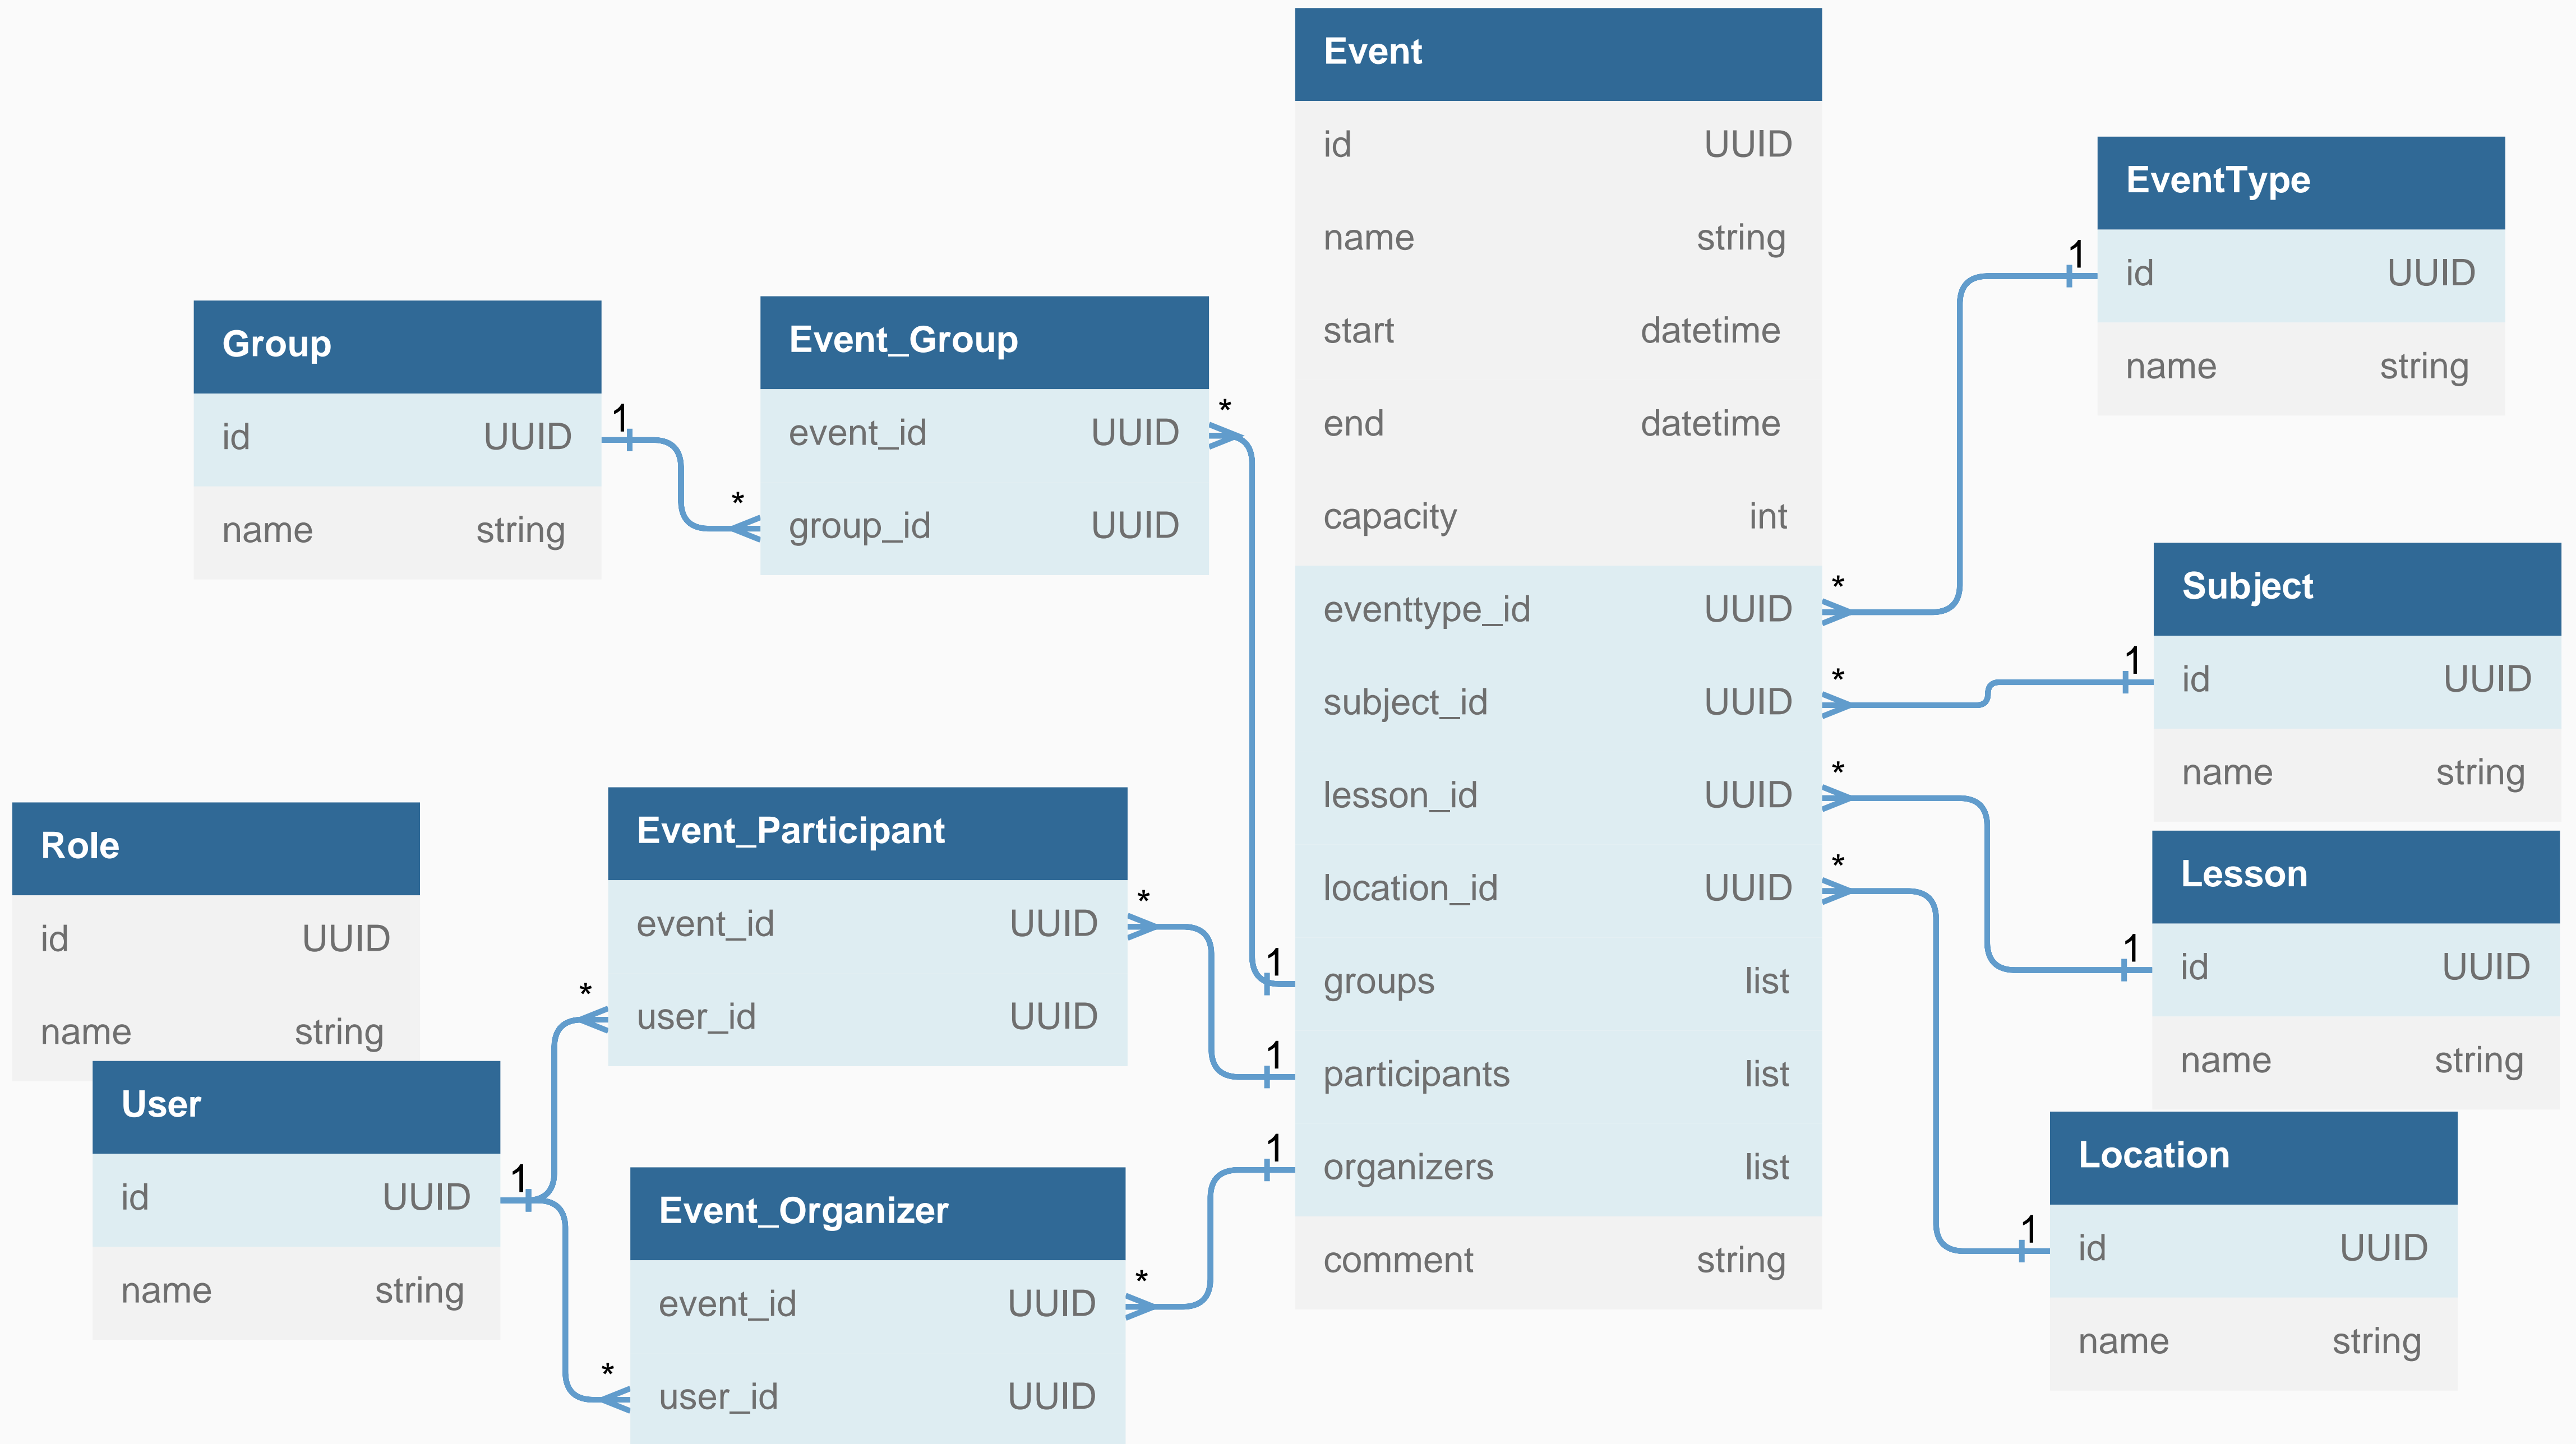 Event
id UUID
name string
start datetime
end datetime
capacity int
eventtype_id UUID
subject_id UUID
lesson_id UUID
location_id UUID
groups list
participants list
organizers list
comment string
* * * *
1 1 1
EventType
id UUID
name string
1
Subject
id UUID
name string
1
Lesson
id UUID
name string
1
Location
id UUID
name string
1
Group
id UUID
name string
1
Event_Group
event_id UUID
group_id UUID
* *
Role
id UUID
name string
Event_Participant
event_id UUID
user_id UUID
* *
User
id UUID
name string
1
Event_Organizer
event_id UUID
user_id UUID
* *